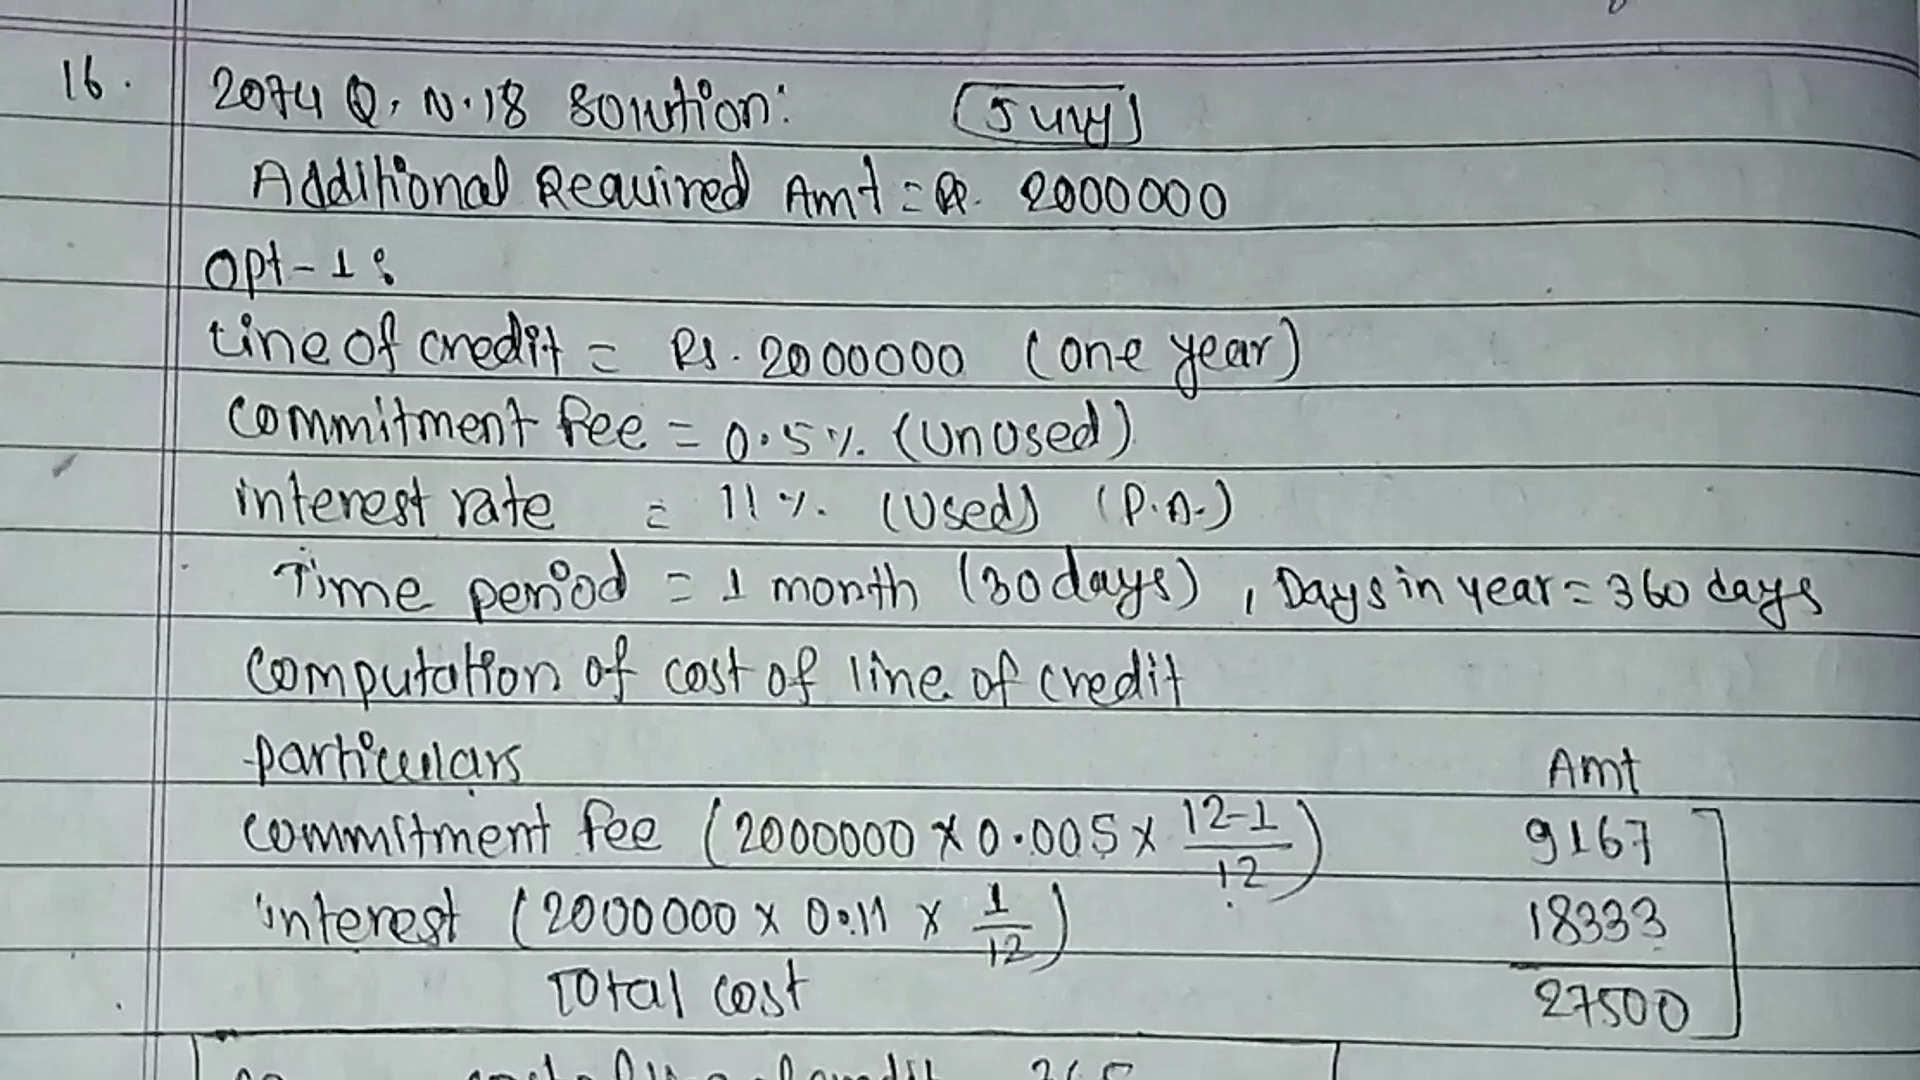 16. 2074 Q. N. 18 Solution:
Additional Required Amt = R. 2000000
Opt-1:
Line of credit = Rs. 2000000 (one year)
Commitment fee = 0.5% (Unused)
interest rate = 11% (Used) (P.A.)
Time period = 1 month (30 days), Days in year = 360 days
Computation of cost of line of credit
particulars Amt
Commitment fee (2000000 x 0.005 x 12-1/12) 9167
interest (2000000 x 0.11 x 1/12) 18333
Total cost 27500